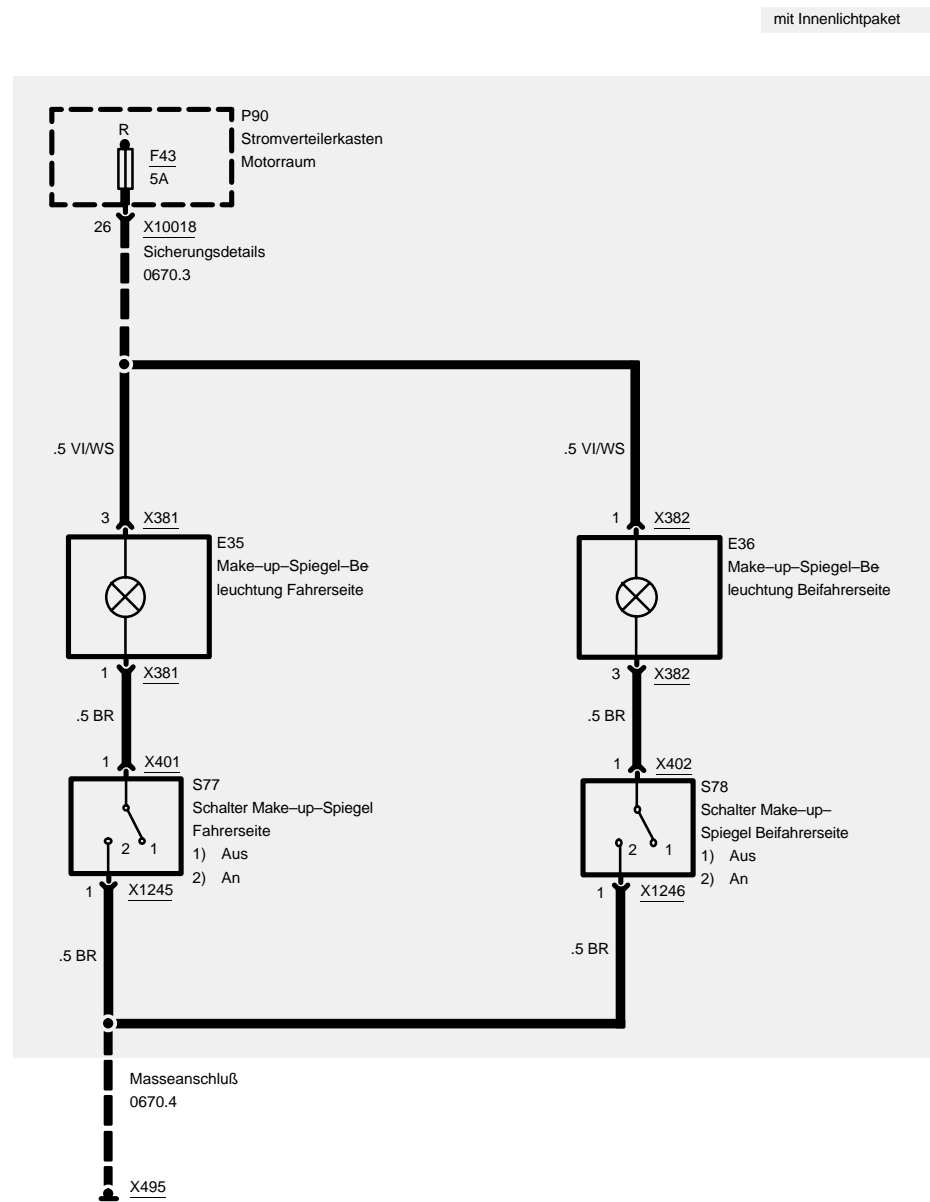 mit Innenlichtpaket
P90
Stromverteilerkasten
Motorraum
R
F43
5A
26
X10018
Sicherungsdetails
0670.3
.5 VI/WS
.5 VI/WS
3
X381
1
X382
E35
Make–up–Spiegel–Be
leuchtung Fahrerseite
E36
Make–up–Spiegel–Be
leuchtung Beifahrerseite
1
X381
3
X382
.5 BR
.5 BR
1
X401
1
X402
S77
Schalter Make–up–Spiegel
Fahrerseite
1) Aus
2) An
2
1
S78
Schalter Make–up–
Spiegel Beifahrerseite
1) Aus
2) An
2
1
1
X1245
1
X1246
.5 BR
.5 BR
Masseanschluß
0670.4
X495